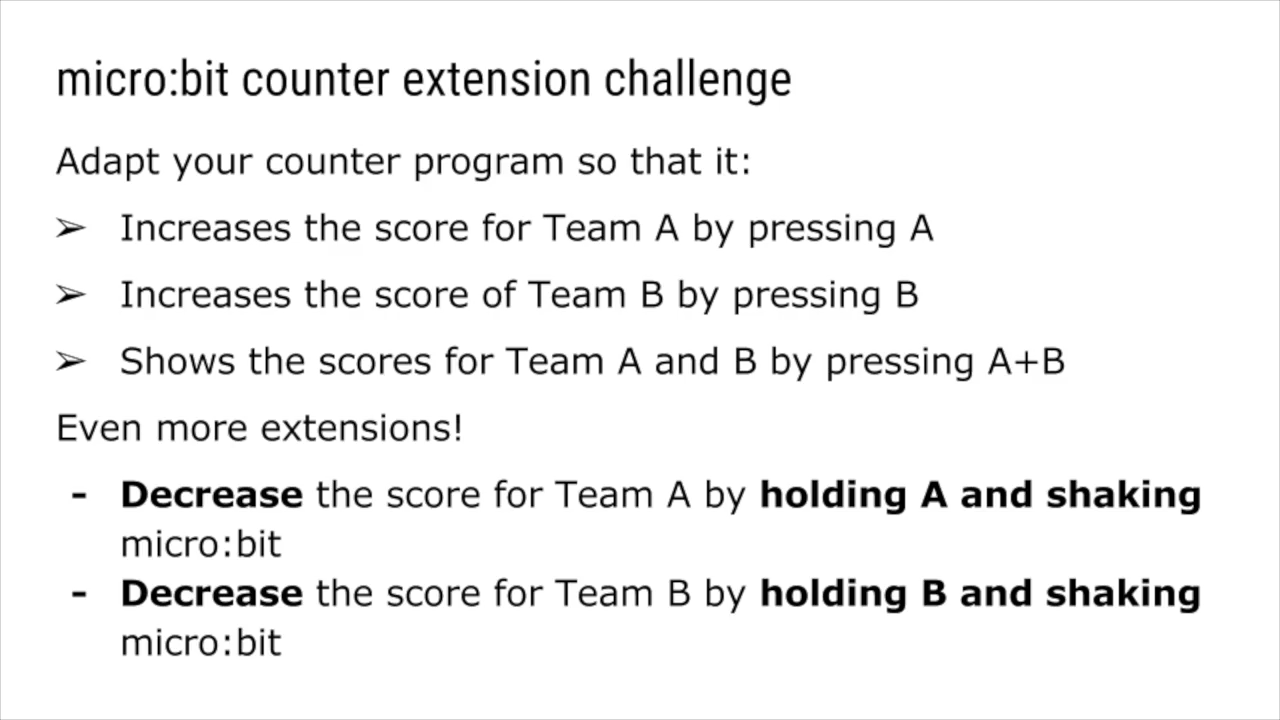 micro:bit counter extension challenge
Adapt your counter program so that it:
➢ Increases the score for Team A by pressing A
➢ Increases the score of Team B by pressing B
➢ Shows the scores for Team A and B by pressing A+B
Even more extensions!
- Decrease the score for Team A by holding A and shaking
micro:bit
- Decrease the score for Team B by holding B and shaking
micro:bit